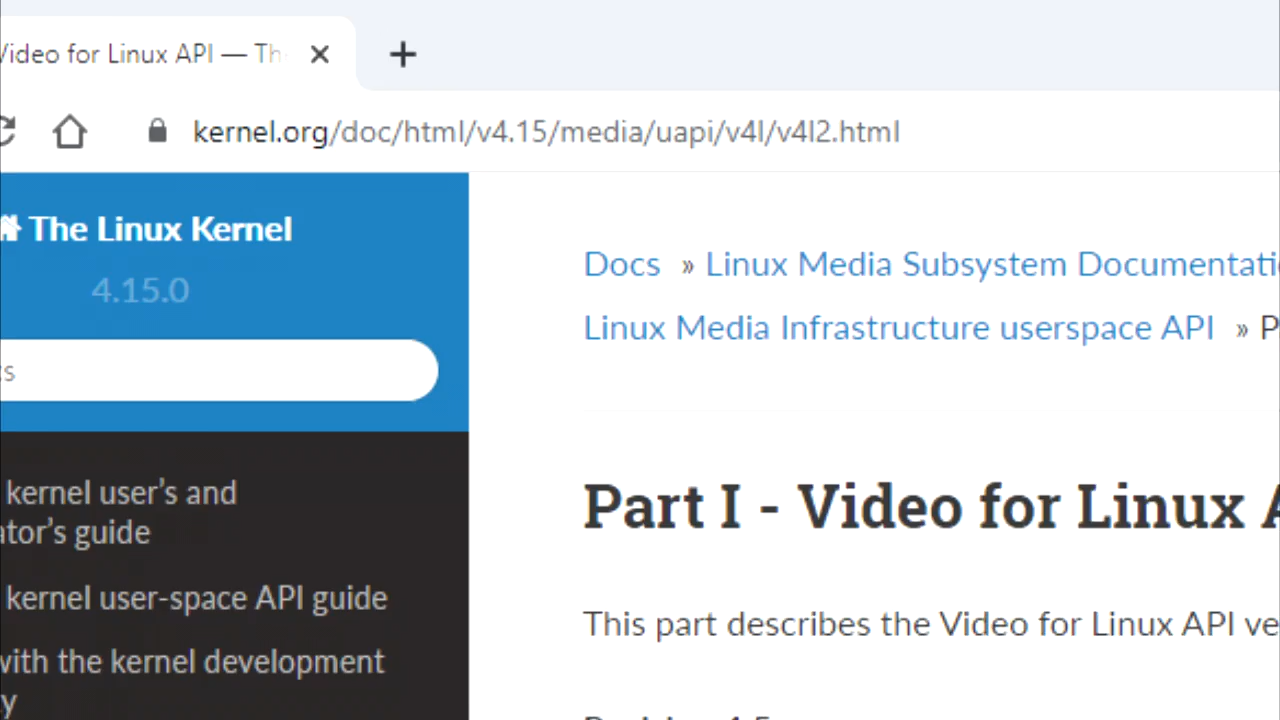 Video for Linux API — Th
kernel.org/doc/html/v4.15/media/uapi/v4l/v4l2.html
The Linux Kernel
4.15.0
Docs » Linux Media Subsystem Documentati
Linux Media Infrastructure userspace API » P
Part I - Video for Linux A
This part describes the Video for Linux API ve
kernel user's and
ator's guide
kernel user-space API guide
with the kernel development
y